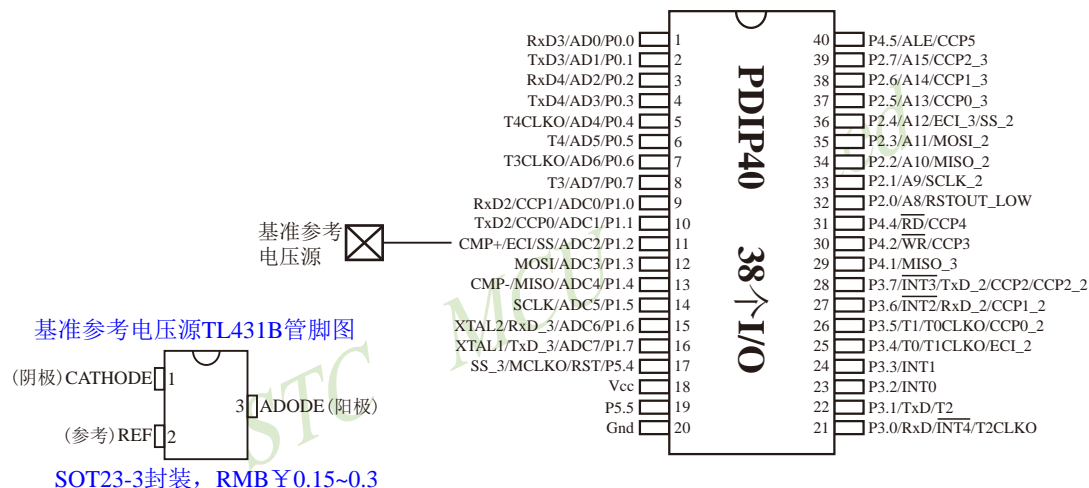 RxD3/AD0/P0.0 1
TxD3/AD1/P0.1 2
RxD4/AD2/P0.2 3
TxD4/AD3/P0.3 4
T4CLKO/AD4/P0.4 5
T4/AD5/P0.5 6
T3CLKO/AD6/P0.6 7
T3/AD7/P0.7 8
RxD2/CCP1/ADC0/P1.0 9
TxD2/CCP0/ADC1/P1.1 10
CMP+/ECI/SS/ADC2/P1.2 11
MOSI/ADC3/P1.3 12
CMP-/MISO/ADC4/P1.4 13
SCLK/ADC5/P1.5 14
XTAL2/RxD_3/ADC6/P1.6 15
XTAL1/TxD_3/ADC7/P1.7 16
SS_3/MCLKO/RST/P5.4 17
Vcc 18
P5.5 19
Gnd 20
PDIP40 38个I/O
40 P4.5/ALE/CCP5
39 P2.7/A15/CCP2_3
38 P2.6/A14/CCP1_3
37 P2.5/A13/CCP0_3
36 P2.4/A12/ECI_3/SS_2
35 P2.3/A11/MOSI_2
34 P2.2/A10/MISO_2
33 P2.1/A9/SCLK_2
32 P2.0/A8/RSTOUT_LOW
31 P4.4/RD/CCP4
30 P4.2/WR/CCP3
29 P4.1/MISO_3
28 P3.7/INT3/TxD_2/CCP2/CCP2_2
27 P3.6/INT2/RxD_2/CCP1_2
26 P3.5/T1/T0CLKO/CCP0_2
25 P3.4/T0/T1CLKO/ECI_2
24 P3.3/INT1
23 P3.2/INT0
22 P3.1/TxD/T2
21 P3.0/RxD/INT4/T2CLKO
基准参考
电压源
基准参考电压源TL431B管脚图
(阴极)CATHODE 1
3 ADODE(阳极)
(参考)REF 2
SOT23-3封装，RMB￥0.15~0.3
STC MCU